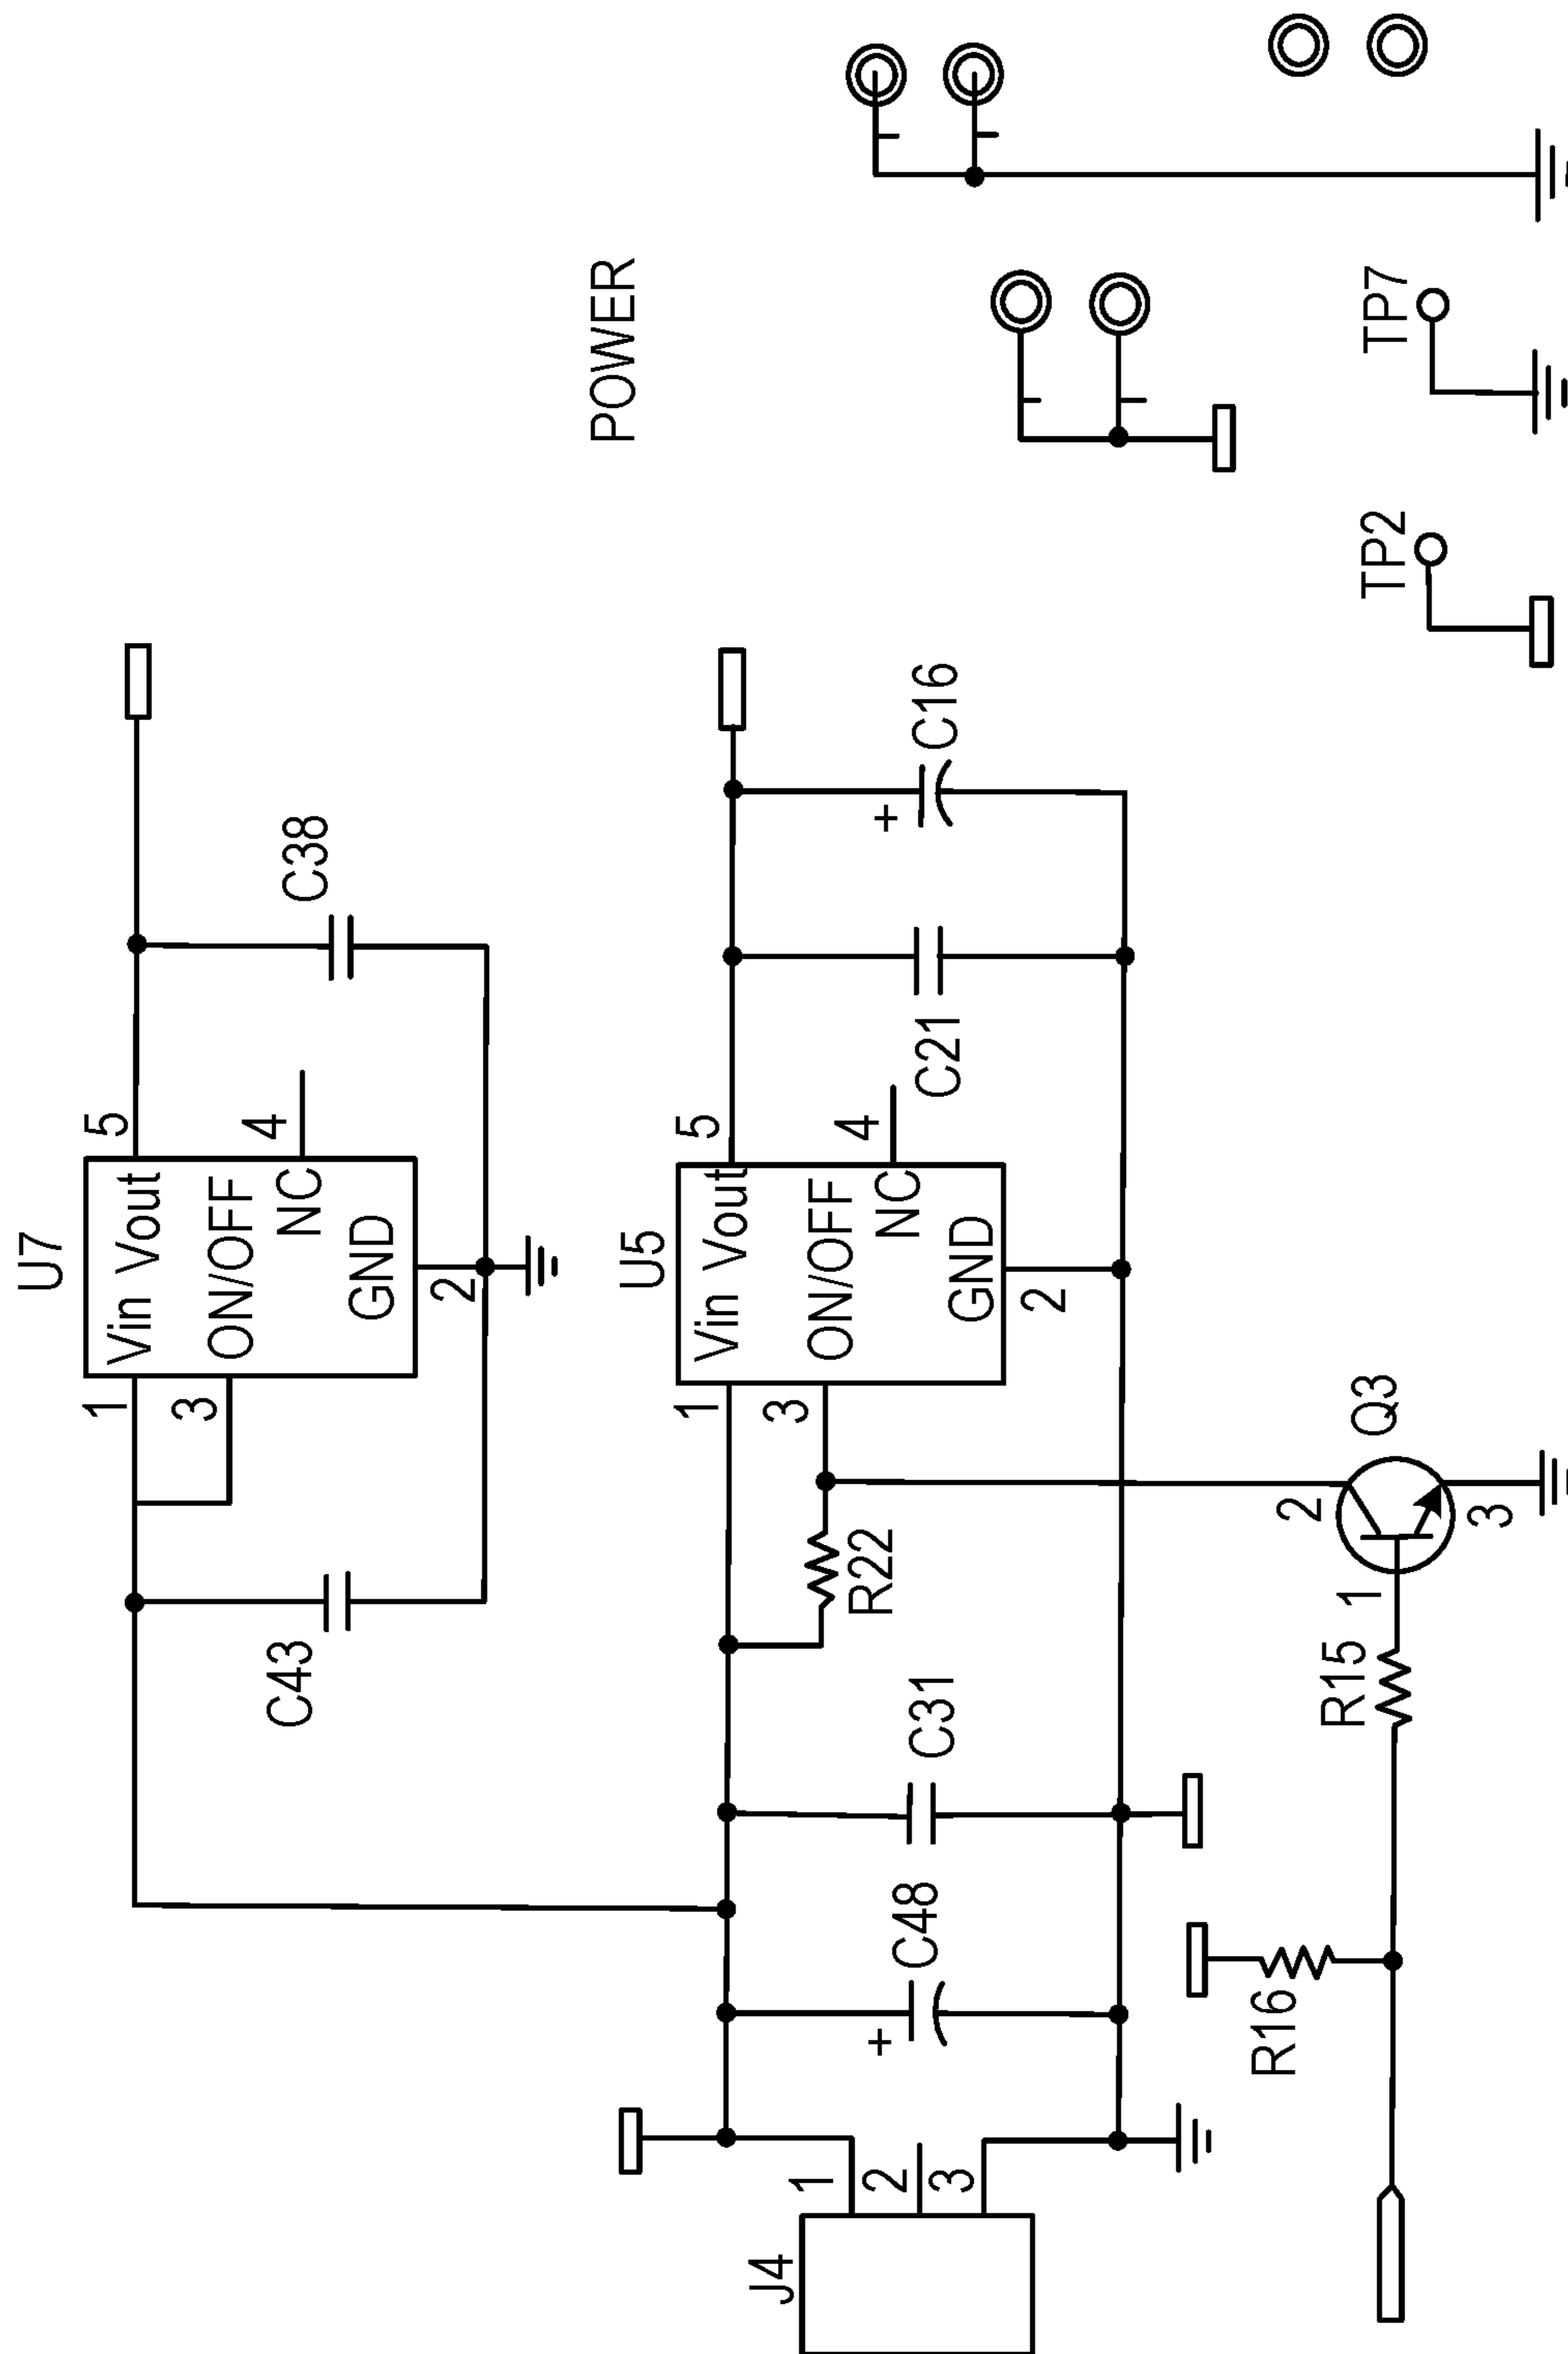 U7
1
Vin Vout
5
3
ON/OFF
NC
4
GND
2
C43
C38
POWER
U5
1
Vin Vout
5
3
ON/OFF
NC
4
GND
2
R22
C31
C48
+
C21
C16
+
J4
1
2
3
R16
R15
1
2
3
Q3
TP2
TP7